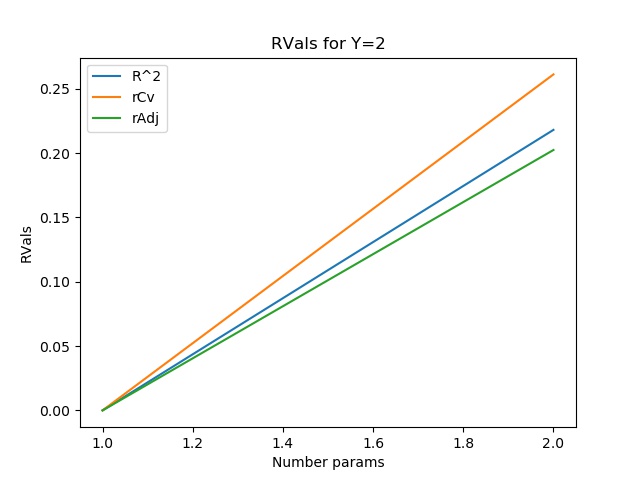 RVals for Y=2
R^2
rCv
rAdj
0.25
0.20
0.15
0.10
0.05
0.00
RVals
1.0 1.2 1.4 1.6 1.8 2.0
Number params